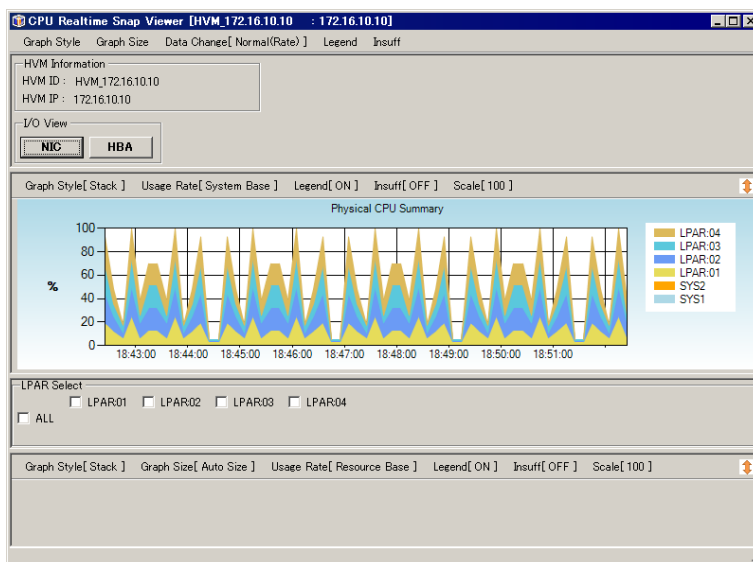 CPU Realtime Snap Viewer [HVM_172.16.10.10 : 172.16.10.10]
Graph Style Graph Size Data Change[ Normal(Rate) ] Legend Insuff
HVM Information
HVM ID : HVM_172.16.10.10
HVM IP : 172.16.10.10
I/O View
NIC HBA
Graph Style[ Stack ] Usage Rate[ System Base ] Legend[ ON ] Insuff[ OFF ] Scale[ 100 ]
Physical CPU Summary
100
80
60
40
20
0
%
18:43:00 18:44:00 18:45:00 18:46:00 18:47:00 18:48:00 18:49:00 18:50:00 18:51:00
LPAR:04
LPAR:03
LPAR:02
LPAR:01
SYS2
SYS1
LPAR Select
LPAR:01 LPAR:02 LPAR:03 LPAR:04
ALL
Graph Style[ Stack ] Graph Size[ Auto Size ] Usage Rate[ Resource Base ] Legend[ ON ] Insuff[ OFF ] Scale[ 100 ]